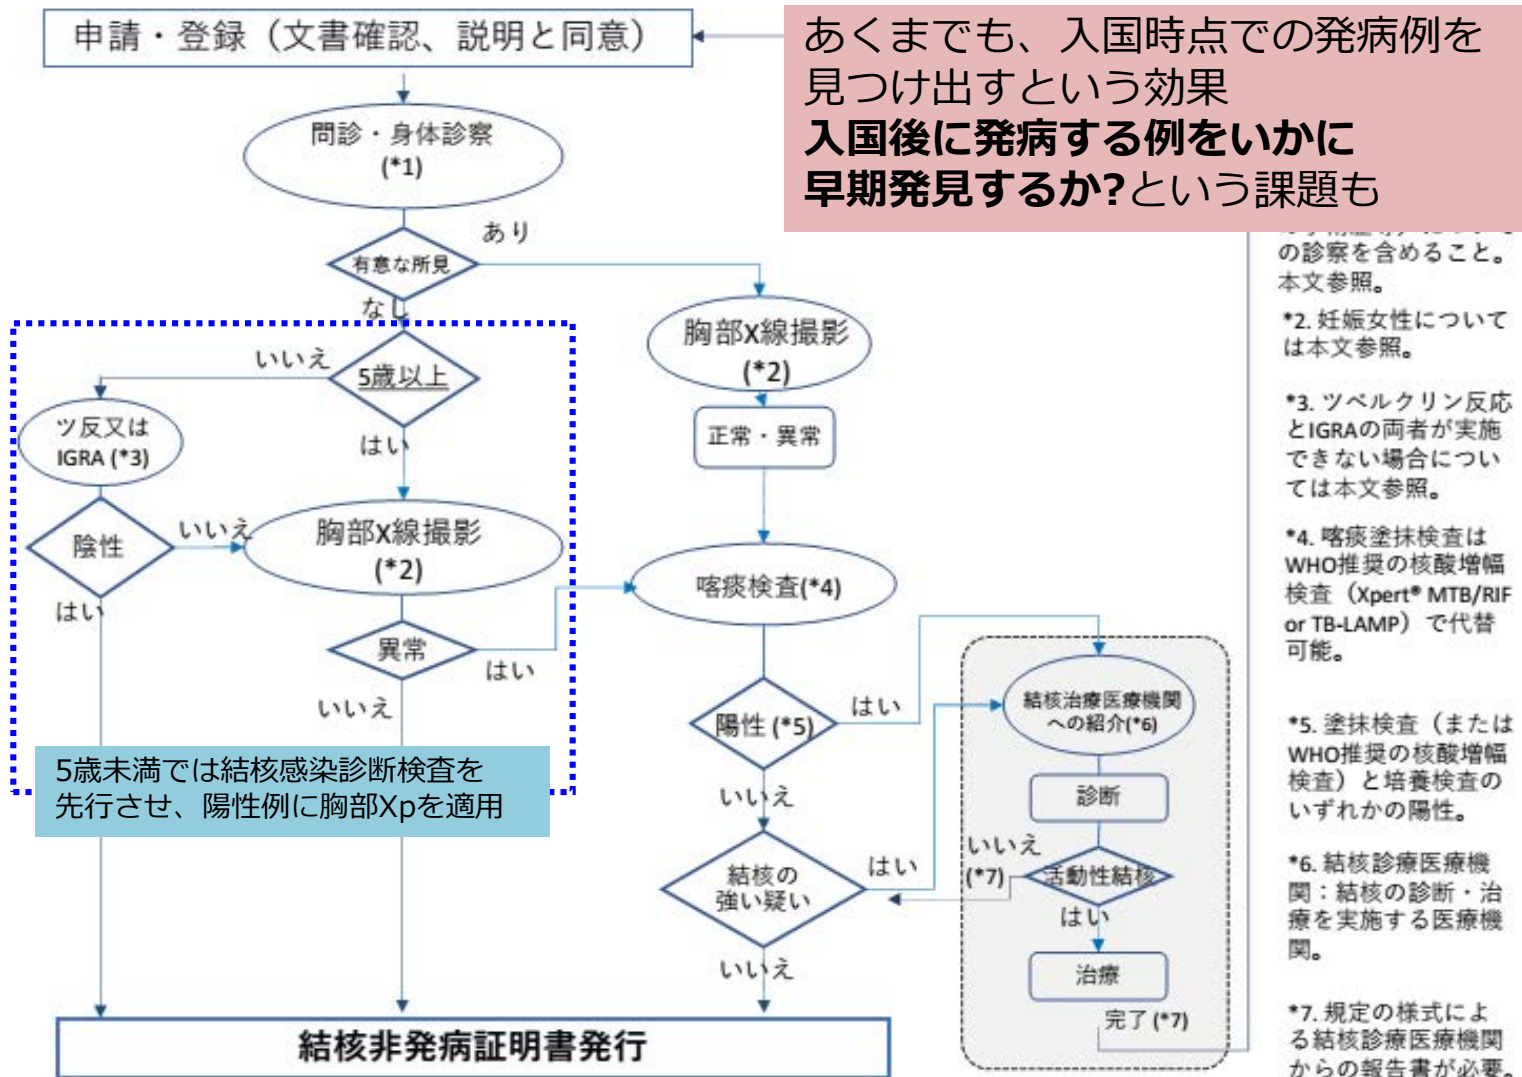 申請・登録（文書確認、説明と同意）
あくまでも、入国時点での発病例を
見つけ出すという効果
入国後に発病する例をいかに
早期発見するか?という課題も
問診・身体診察
(*1)
有意な所見
あり
なし
5歳以上
いいえ
はい
ツ反又は
IGRA (*3)
陰性
いいえ
はい
胸部X線撮影
(*2)
異常
はい
いいえ
5歳未満では結核感染診断検査を
先行させ、陽性例に胸部Xpを適用
胸部X線撮影
(*2)
正常・異常
喀痰検査(*4)
陽性 (*5)
はい
いいえ
結核の
強い疑い
はい
いいえ
結核治療医療機関
への紹介(*6)
診断
活動性結核
いいえ
(*7)
はい
治療
完了 (*7)
結核非発病証明書発行
の診察を含めること。
本文参照。
*2. 妊娠女性について
は本文参照。
*3. ツベルクリン反応
とIGRAの両者が実施
できない場合につい
ては本文参照。
*4. 喀痰塗抹検査は
WHO推奨の核酸増幅
検査（Xpert® MTB/RIF
or TB-LAMP）で代替
可能。
*5. 塗抹検査（または
WHO推奨の核酸増幅
検査）と培養検査の
いずれかの陽性。
*6. 結核診療医療機
関：結核の診断・治
療を実施する医療機
関。
*7. 規定の様式によ
る結核診療医療機関
からの報告書が必要。